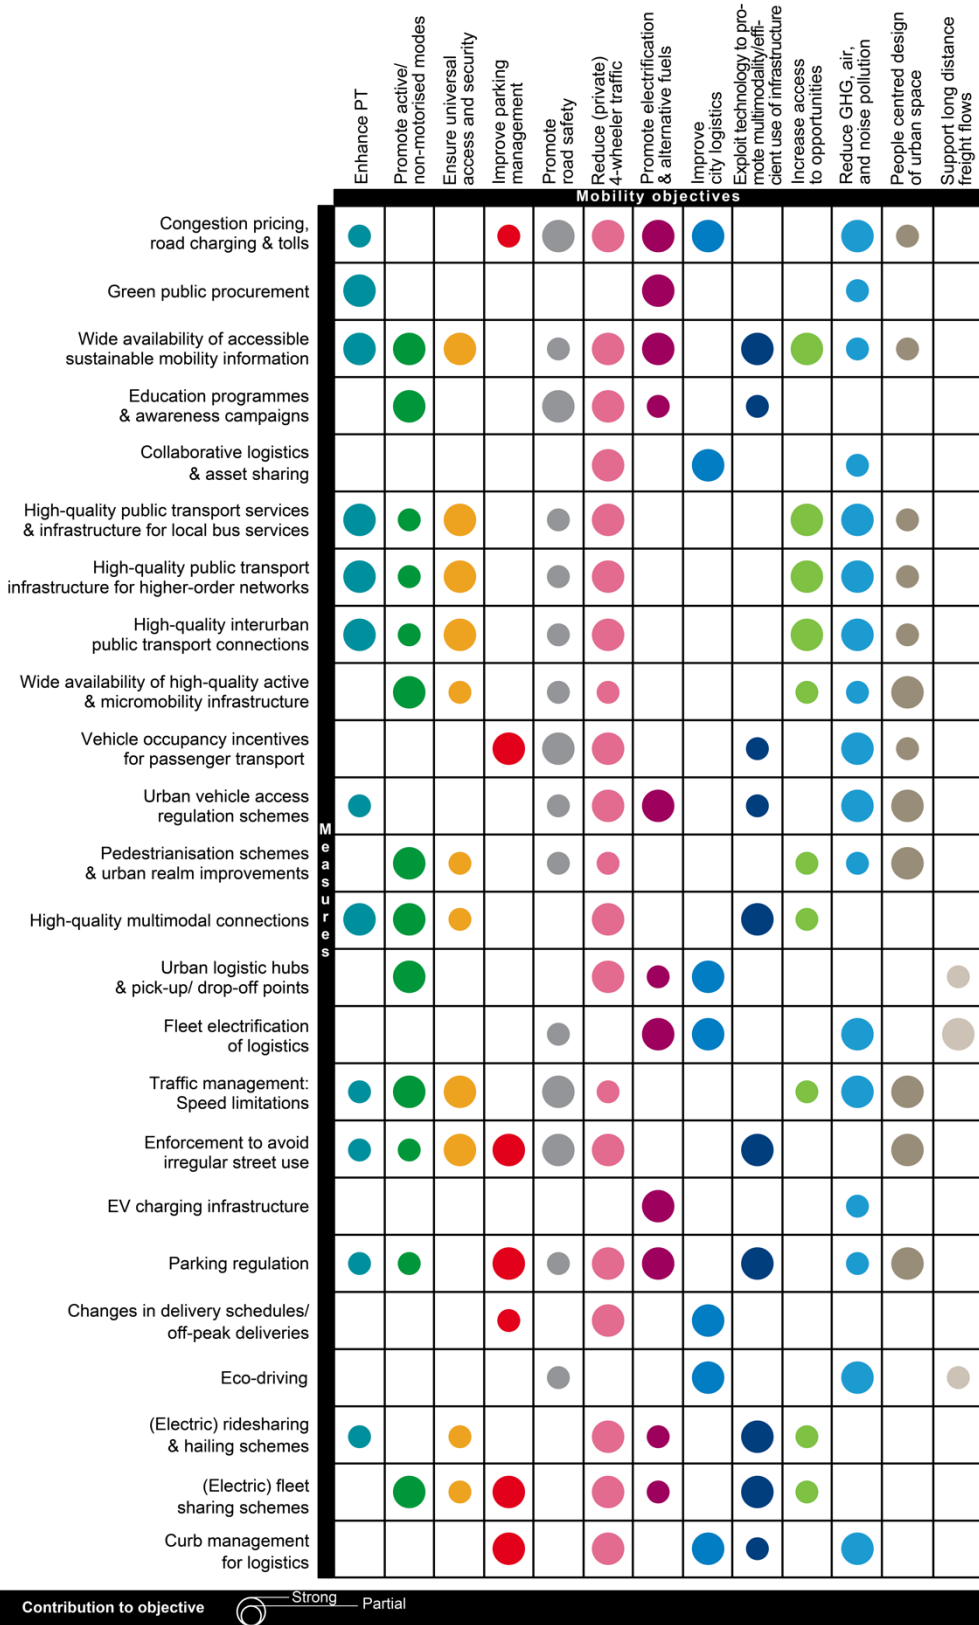 Enhance PT
Promote active/
non-motorised modes
Ensure universal
access and security
Improve parking
management
Promote
road safety
Reduce (private)
4-wheeler traffic
Promote electrification
& alternative fuels
Improve
city logistics
Exploit technology to pro-
mote multimodality/effi-
cient use of infrastructure
Increase access
to opportunities
Reduce GHG, air,
and noise pollution
People centred design
of urban space
Support long distance
freight flows
Mobility objectives
Measures
Congestion pricing,
road charging & tolls
Green public procurement
Wide availability of accessible
sustainable mobility information
Education programmes
& awareness campaigns
Collaborative logistics
& asset sharing
High-quality public transport services
& infrastructure for local bus services
High-quality public transport
infrastructure for higher-order networks
High-quality interurban
public transport connections
Wide availability of high-quality active
& micromobility infrastructure
Vehicle occupancy incentives
for passenger transport
Urban vehicle access
regulation schemes
Pedestrianisation schemes
& urban realm improvements
High-quality multimodal connections
Urban logistic hubs
& pick-up/ drop-off points
Fleet electrification
of logistics
Traffic management:
Speed limitations
Enforcement to avoid
irregular street use
EV charging infrastructure
Parking regulation
Changes in delivery schedules/
off-peak deliveries
Eco-driving
(Electric) ridesharing
& hailing schemes
(Electric) fleet
sharing schemes
Curb management
for logistics
Contribution to objective
Strong
Partial